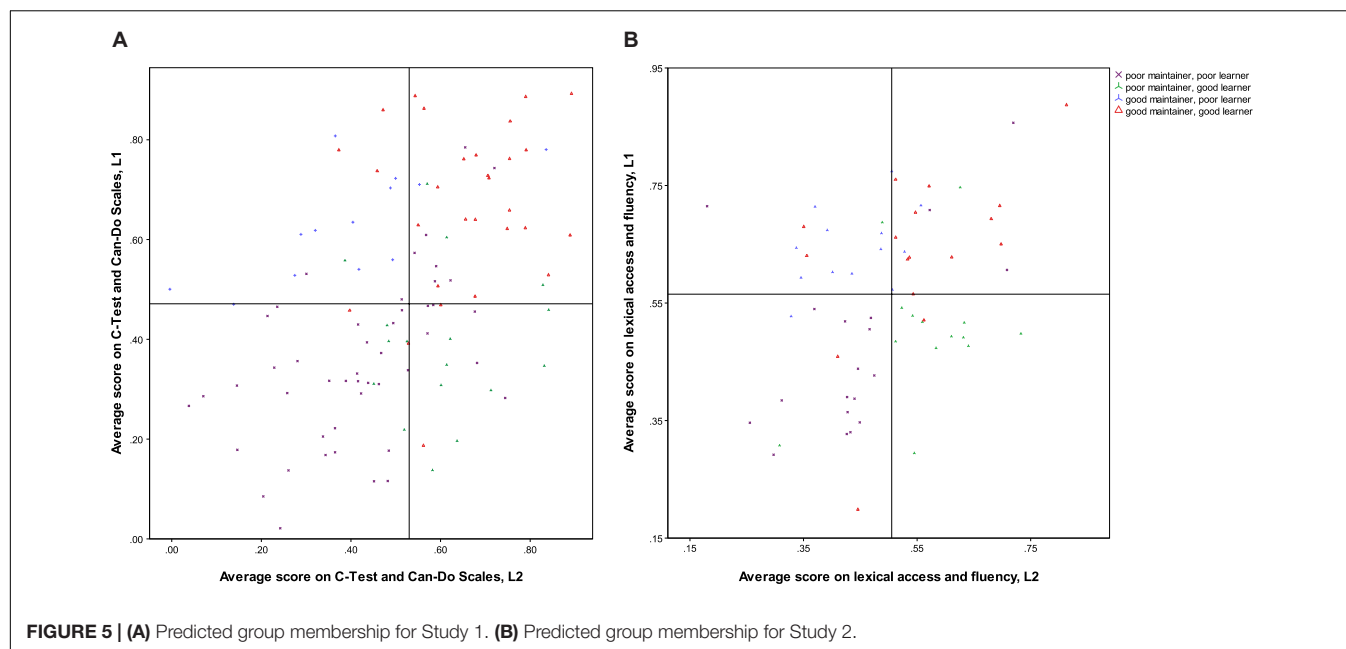 A
B
Average score on C-Test and Can-Do Scales, L1
.80
.60
.40
.20
.00
.00 .20 .40 .60 .80
Average score on C-Test and Can-Do Scales, L2
Average score on lexical access and fluency, L1
.95
.75
.55
.35
.15
.15 .35 .55 .75
Average score on lexical access and fluency, L2
poor maintainer, poor learner
poor maintainer, good learner
good maintainer, poor learner
good maintainer, good learner
FIGURE 5 | (A) Predicted group membership for Study 1. (B) Predicted group membership for Study 2.